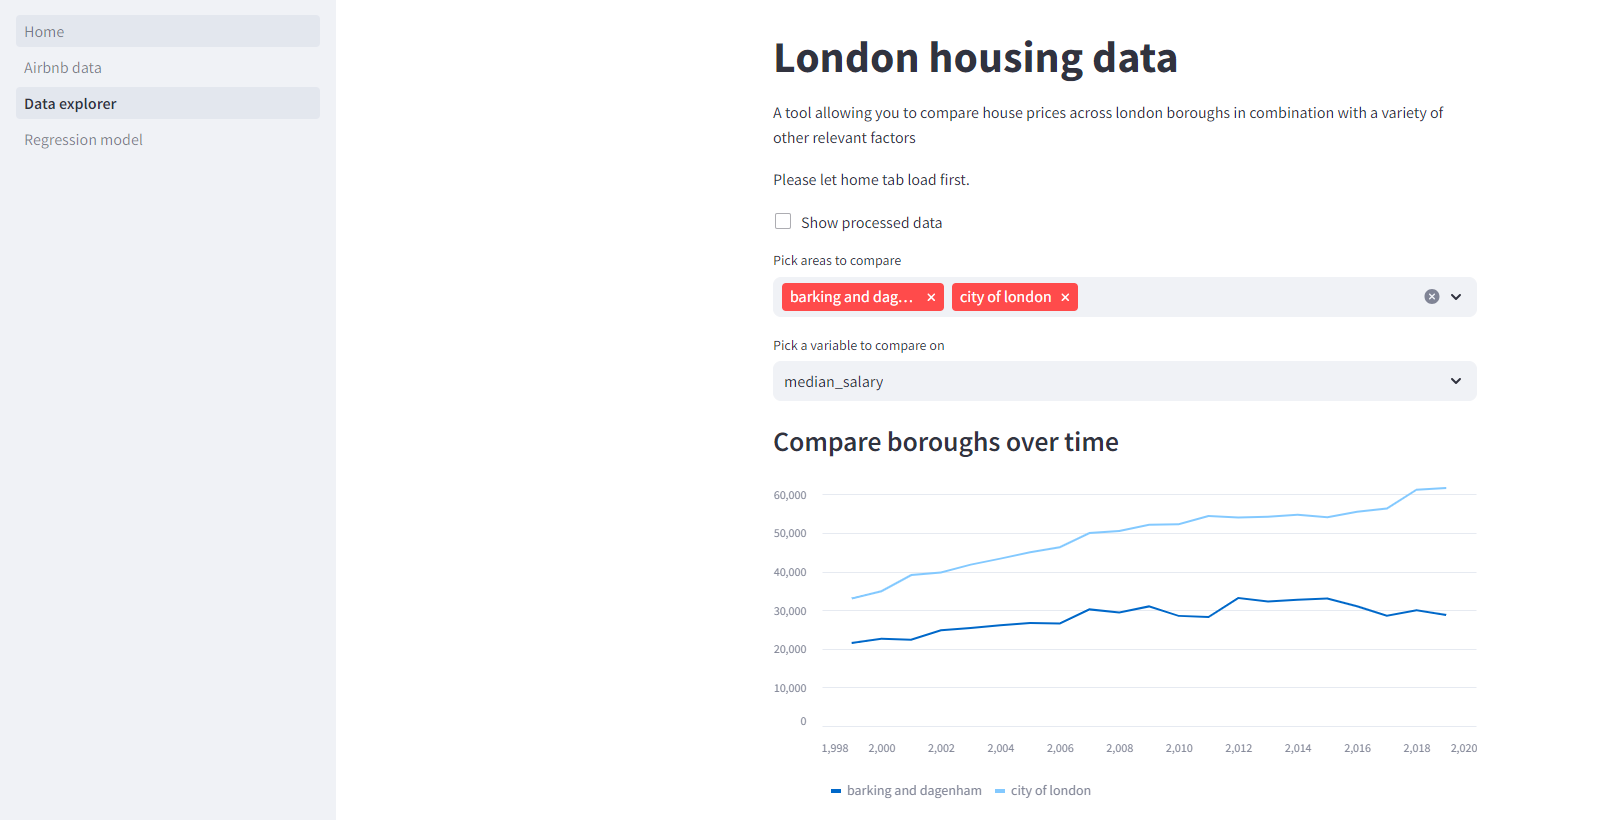 Home
Airbnb data
Data explorer
Regression model
London housing data
A tool allowing you to compare house prices across london boroughs in combination with a variety of
other relevant factors
Please let home tab load first.
Show processed data
Pick areas to compare
barking and dag... × city of london ×
Pick a variable to compare on
median_salary
Compare boroughs over time
60,000
50,000
40,000
30,000
20,000
10,000
0
1,998 2,000 2,002 2,004 2,006 2,008 2,010 2,012 2,014 2,016 2,018 2,020
barking and dagenham city of london